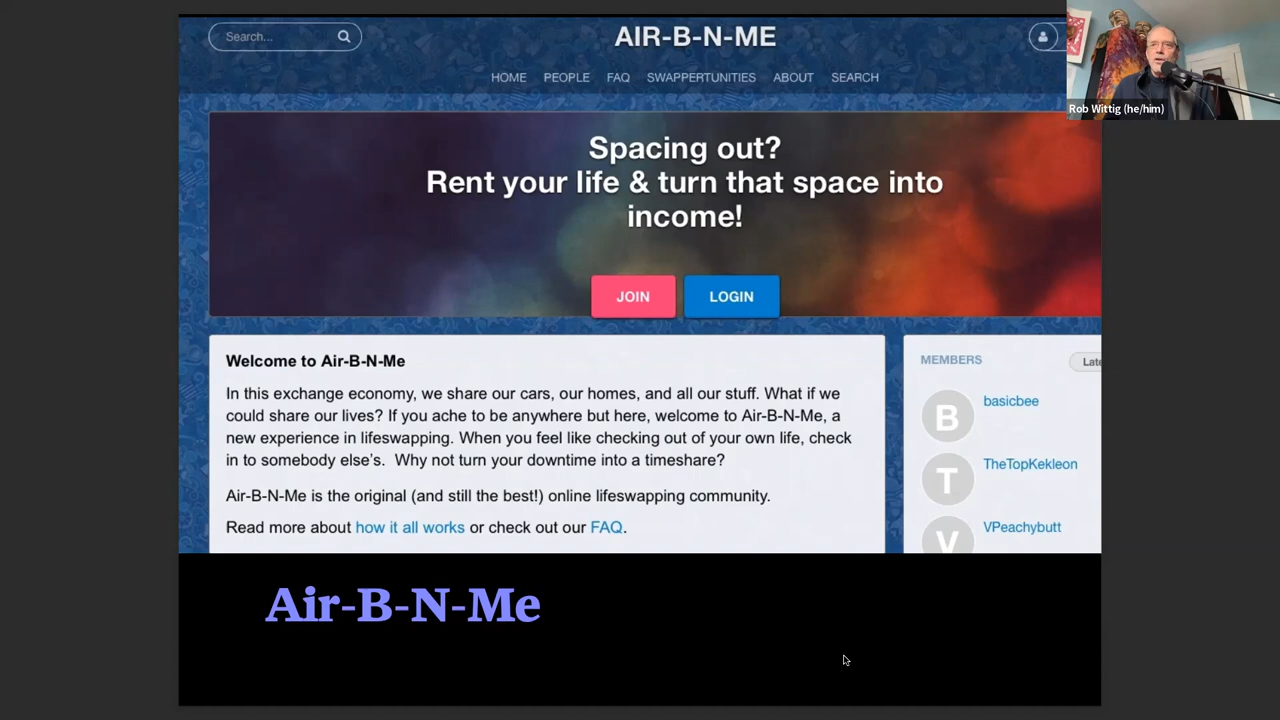 Search...
AIR-B-N-ME
Rob Wittig (he/him)
HOME PEOPLE FAQ SWAPPERTUNITIES ABOUT SEARCH
Spacing out?
Rent your life & turn that space into
income!
JOIN LOGIN
Welcome to Air-B-N-Me
In this exchange economy, we share our cars, our homes, and all our stuff. What if we
could share our lives? If you ache to be anywhere but here, welcome to Air-B-N-Me, a
new experience in lifeswapping. When you feel like checking out of your own life, check
in to somebody else's. Why not turn your downtime into a timeshare?
Air-B-N-Me is the original (and still the best!) online lifeswapping community.
Read more about how it all works or check out our FAQ.
MEMBERS Late
B basicbee
T TheTopKekleon
V VPeachybutt
Air-B-N-Me